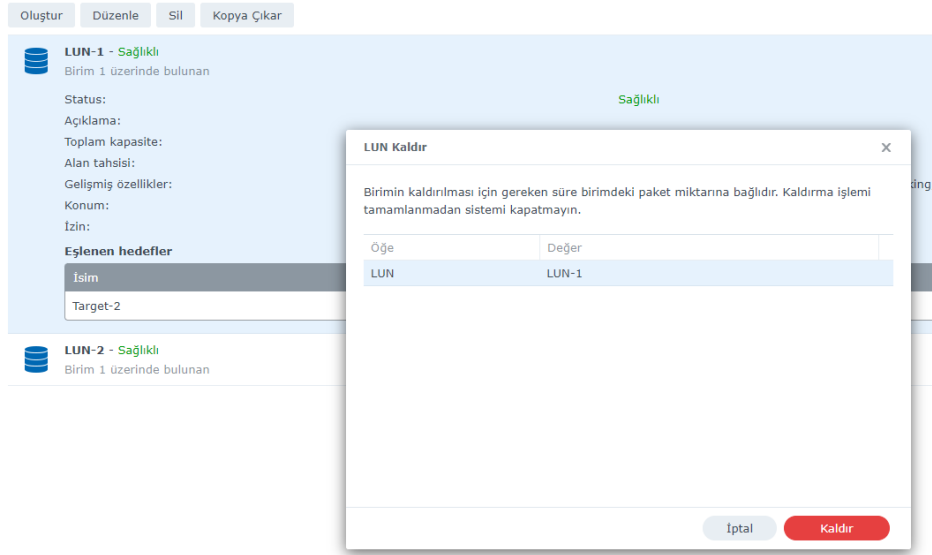 Oluştur Düzenle Sil Kopya Çıkar
LUN-1 - Sağlıklı
Birim 1 üzerinde bulunan
Status: Sağlıklı
Açıklama:
Toplam kapasite:
Alan tahsisi:
Gelişmiş özellikler:
Konum:
İzin:
Eşlenen hedefler
İsim
Target-2
LUN-2 - Sağlıklı
Birim 1 üzerinde bulunan
LUN Kaldır X
Birimin kaldırılması için gereken süre birimdeki paket miktarına bağlıdır. Kaldırma işlemi
tamamlanmadan sistemi kapatmayın.
Öğe Değer
LUN LUN-1
İptal Kaldır